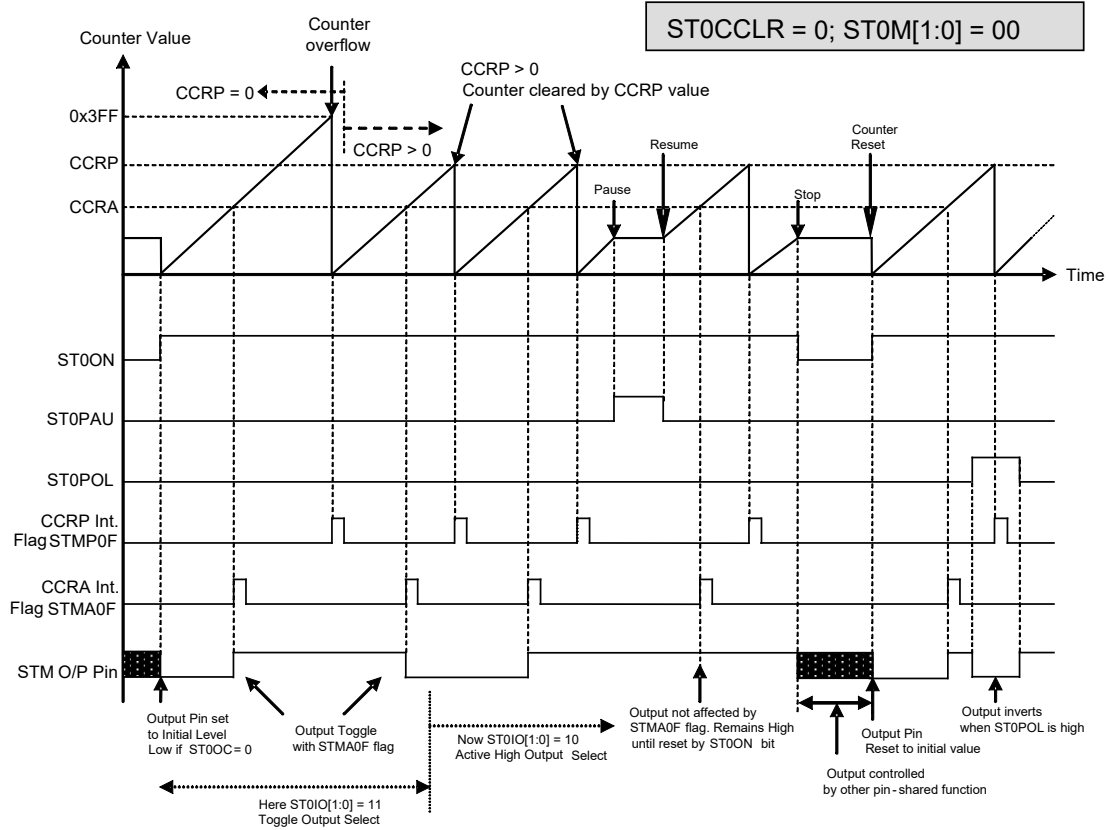 ST0CCLR = 0; ST0M[1:0] = 00
Counter Value
Counter
overflow
CCRP = 0
CCRP > 0
CCRP > 0
Counter cleared by CCRP value
0x3FF
CCRP
CCRA
Pause
Resume
Stop
Counter
Reset
Time
ST0ON
ST0PAU
ST0POL
CCRP Int.
Flag STMP0F
CCRA Int.
Flag STMA0F
STM O/P Pin
Output Pin set
to Initial Level
Low if ST0OC = 0
Output Toggle
with STMA0F flag
Now ST0IO[1:0] = 10
Active High Output Select
Output not affected by
STMA0F flag. Remains High
until reset by ST0ON bit
Output Pin
Reset to initial value
Output inverts
when ST0POL is high
Output controlled
by other pin-shared function
Here ST0IO[1:0] = 11
Toggle Output Select